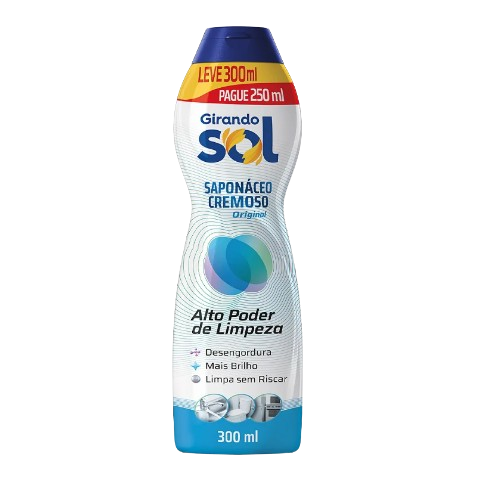 LEVE 300ml
PAGUE 250 ml
Girando
sol
SAPONÁCEO
CREMOSO
Original
Alto Poder
de Limpeza
Desengordura
Mais Brilho
Limpa sem Riscar
300 ml